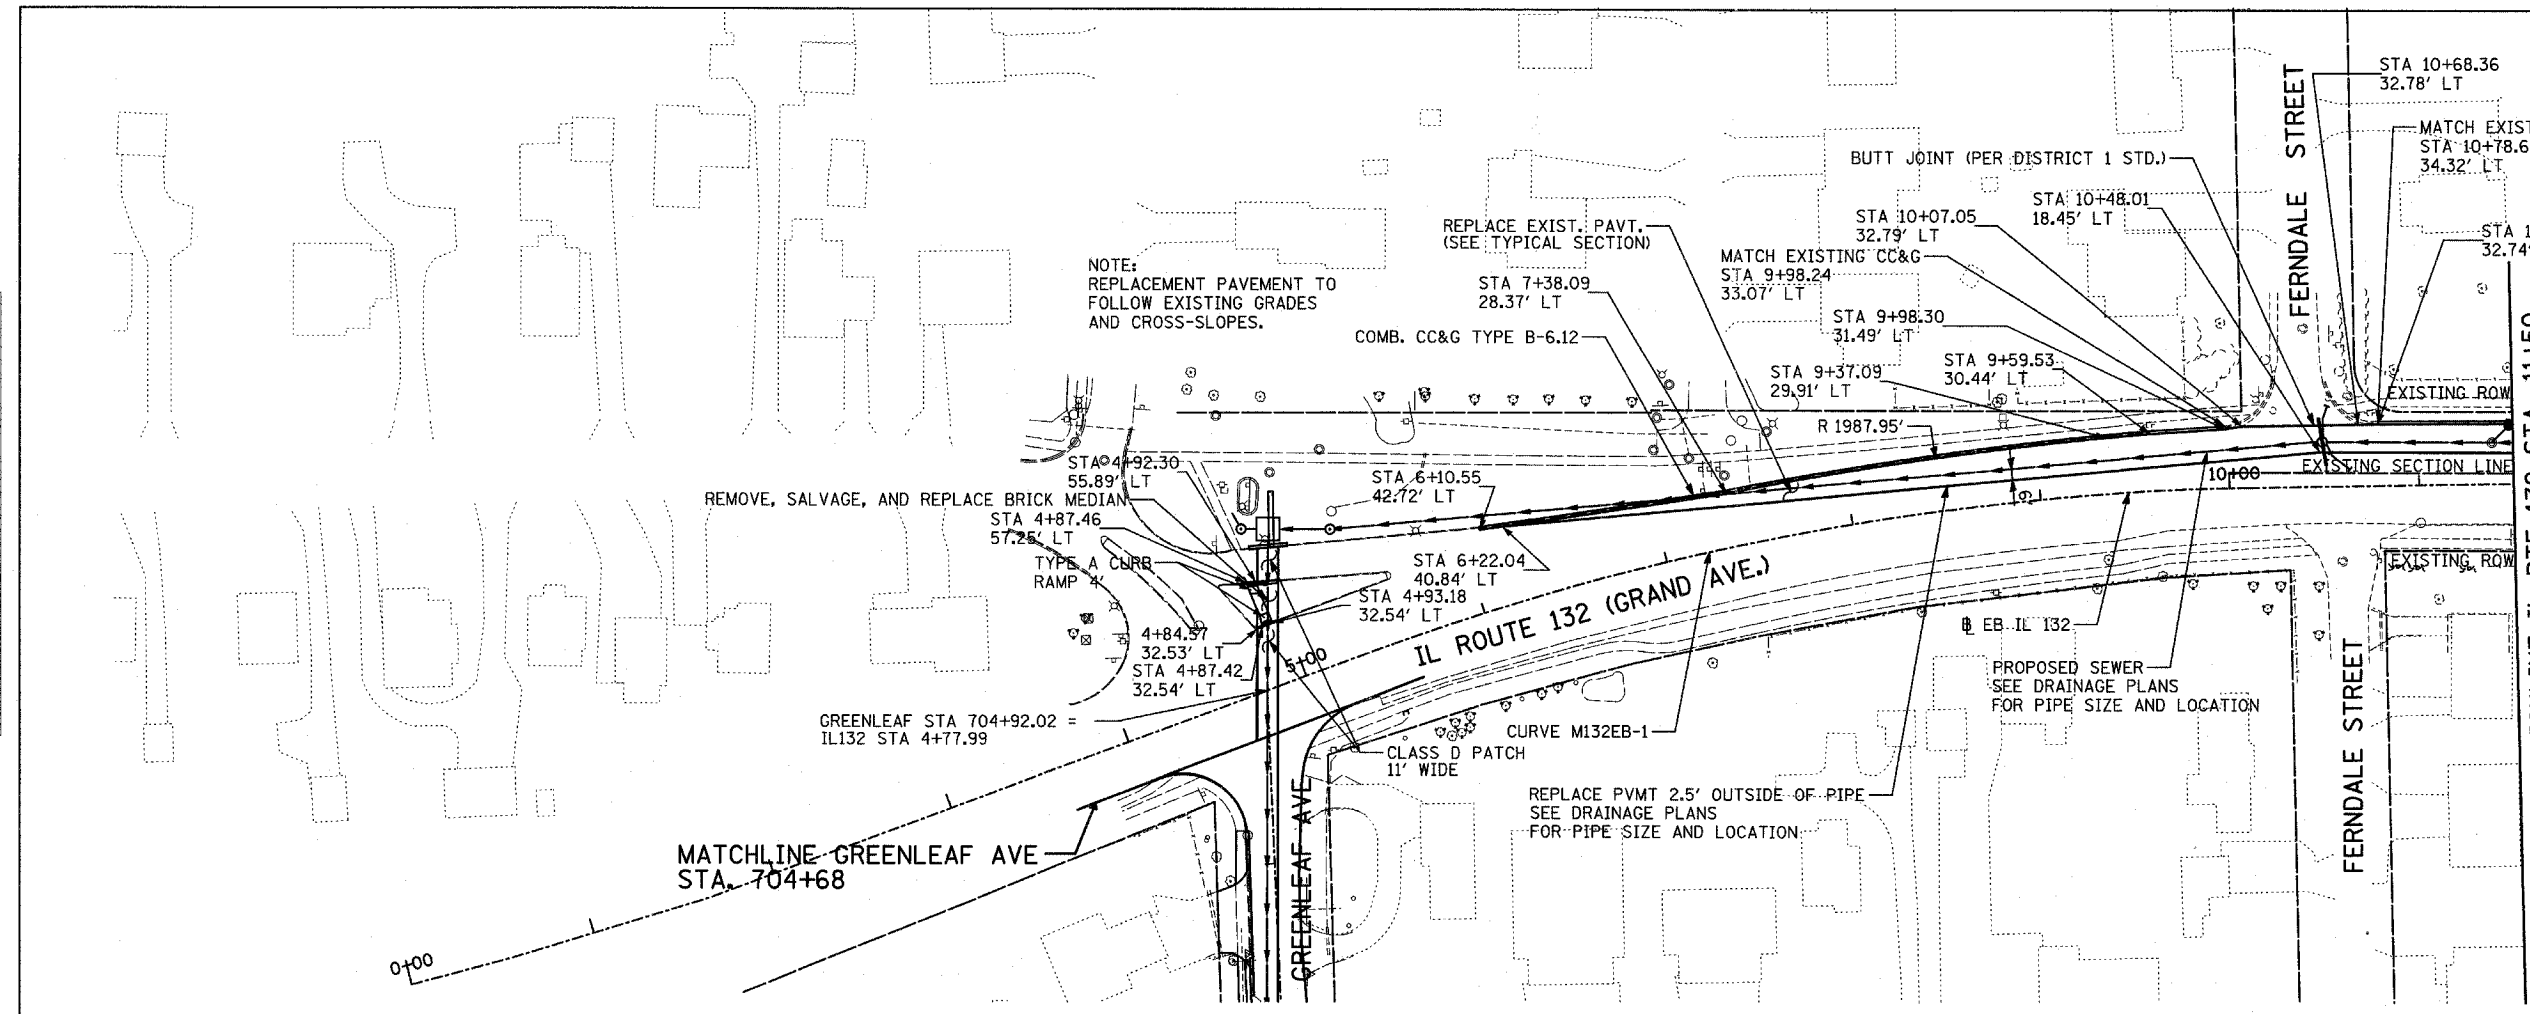 STA 10+68.36
32.78' LT
MATCH EXIST
STA 10+78.6
34.32' LT
FERNDALE STREET
BUTT JOINT (PER DISTRICT 1 STD.)
STA 10+48.01
18.45' LT
STA 10+07.05
32.79' LT
REPLACE EXIST. PAVT.
(SEE TYPICAL SECTION)
STA 1
32.74'
MATCH EXISTING CC&G
STA 9+98.24
33.07' LT
NOTE:
REPLACEMENT PAVEMENT TO
FOLLOW EXISTING GRADES
AND CROSS-SLOPES.
STA 7+38.09
28.37' LT
STA 9+98.30
31.49' LT
COMB. CC&G TYPE B-6.12
STA 9+59.53
30.44' LT
STA 9+37.09
29.91' LT
EXISTING ROW
R 1987.95'
STA 4+92.30
55.89' LT
STA 6+10.55
42.72' LT
EXISTING SECTION LINE
10+00
REMOVE, SALVAGE, AND REPLACE BRICK MEDIAN
STA 4+87.46
57.25' LT
TYPE A CURB
RAMP 4'
STA 6+22.04
40.84' LT
EXISTING ROW
STA 4+93.18
32.54' LT
IL ROUTE 132 (GRAND AVE.)
EB IL 132
4+84.57
32.53' LT
STA 4+87.42
32.54' LT
5+00
PROPOSED SEWER
SEE DRAINAGE PLANS
FOR PIPE SIZE AND LOCATION
GREENLEAF STA 704+92.02 =
IL132 STA 4+77.99
CURVE M132EB-1
CLASS D PATCH
11' WIDE
REPLACE PVMT 2.5' OUTSIDE OF PIPE
SEE DRAINAGE PLANS
FOR PIPE SIZE AND LOCATION
FERNDALE STREET
MATCHLINE GREENLEAF AVE
STA. 704+68
GREENLEAF AVE
0+00